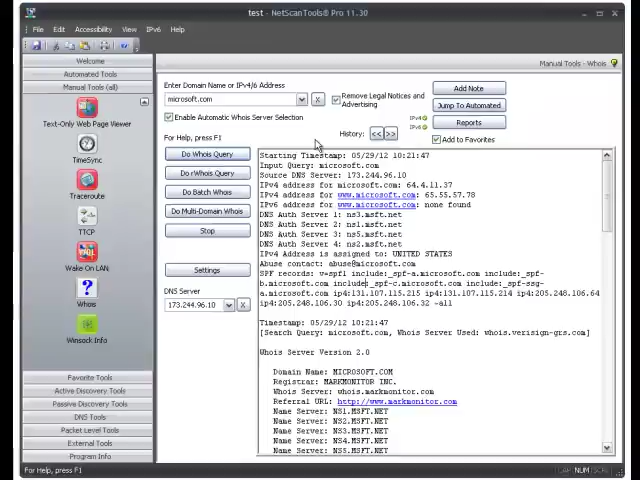 test - NetScanTools® Pro 11.30
File Edit Accessibility View IPv6 Help
Welcome
Automated Tools
Manual Tools (all)
Text-Only Web Page Viewer
TimeSync
Traceroute
TTCP
Wake On LAN
Whois
Winsock Info
Favorite Tools
Active Discovery Tools
Passive Discovery Tools
DNS Tools
Packet Level Tools
External Tools
Program Info
For Help, press F1
Manual Tools - Whois
Enter Domain Name or IPv4/6 Address
microsoft.com
X
Remove Legal Notices and
Advertising
Enable Automatic Whois Server Selection
For Help, press F1
History: << >>
IPv4
IPv6
Add Note
Jump To Automated
Reports
Add to Favorites
Do Whois Query
Do rWhois Query
Do Batch Whois
Do Multi-Domain Whois
Stop
Settings
DNS Server
173.244.96.10
X
Starting Timestamp: 05/29/12 10:21:47
Input Query: microsoft.com
Source DNS Server: 173.244.96.10
IPv4 address for microsoft.com: 64.4.11.37
IPv4 address for www.microsoft.com: 65.55.57.78
IPv6 address for www.microsoft.com: none found
DNS Auth Server 1: ns3.msft.net
DNS Auth Server 2: ns1.msft.net
DNS Auth Server 3: ns5.msft.net
DNS Auth Server 4: ns2.msft.net
IPv4 Address is assigned to: UNITED STATES
Abuse contact: abuse@microsoft.com
SPF records: v=spf1 include:_spf-a.microsoft.com include:_spf-
b.microsoft.com include:_spf-c.microsoft.com include:_spf-ssg-
a.microsoft.com ip4:131.107.115.215 ip4:131.107.115.214 ip4:205.248.106.64
ip4:205.248.106.30 ip4:205.248.106.32 ~all
Timestamp: 05/29/12 10:21:47
[Search Query: microsoft.com, Whois Server Used: whois.verisign-grs.com]
Whois Server Version 2.0
Domain Name: MICROSOFT.COM
Registrar: MARKMONITOR INC.
Whois Server: whois.markmonitor.com
Referral URL: http://www.markmonitor.com
Name Server: NS1.MSFT.NET
Name Server: NS2.MSFT.NET
Name Server: NS3.MSFT.NET
Name Server: NS4.MSFT.NET
Name Server: NS5.MSFT.NET
CAP NUM SCRL